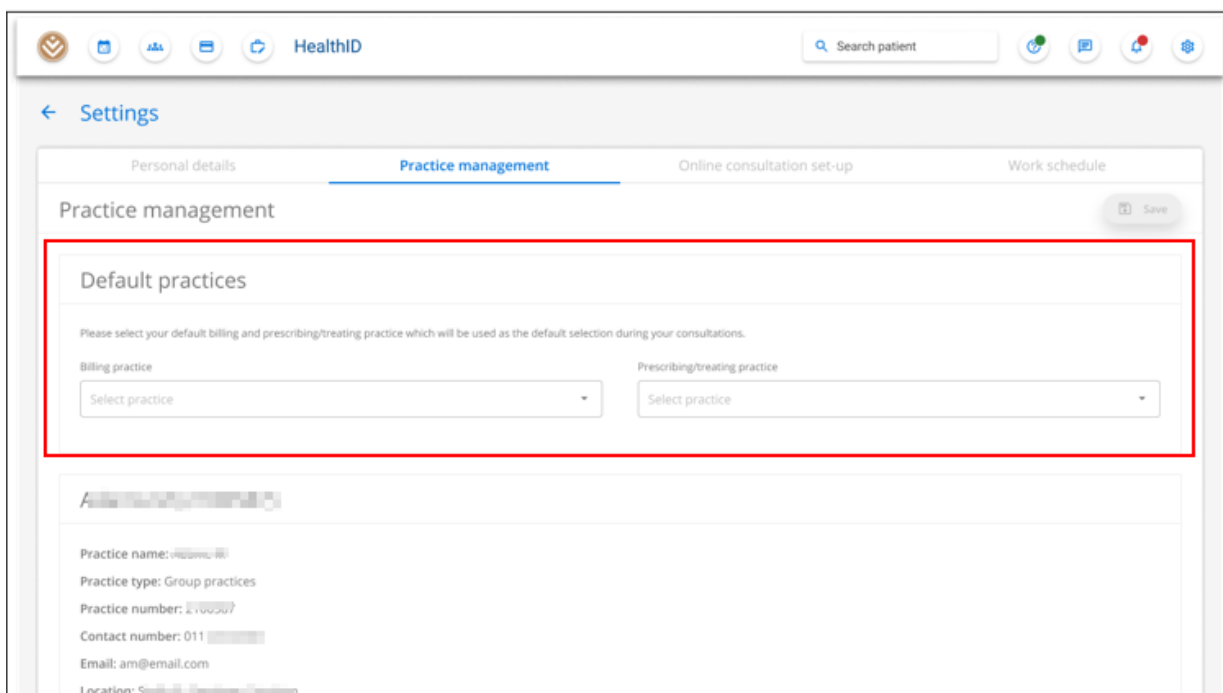 HealthID
Search patient
Settings
Personal details
Practice management
Online consultation set-up
Work schedule
Practice management
Save
Default practices
Please select your default billing and prescribing/treating practice which will be used as the default selection during your consultations.
Billing practice
Prescribing/treating practice
Select practice
Select practice
Practice name:
Practice type: Group practices
Practice number:
Contact number: 011
Email: am@email.com
Location: